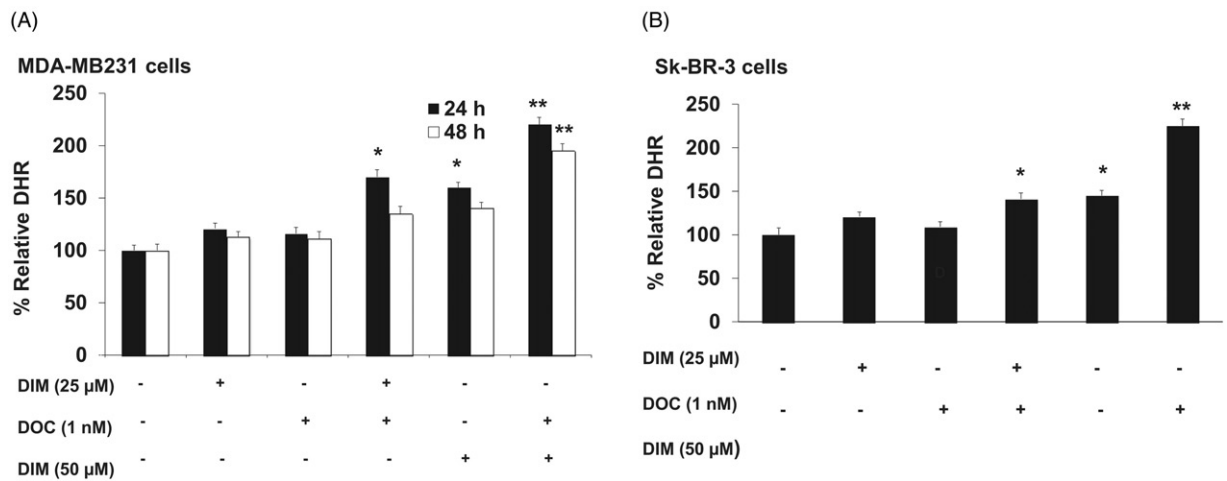 (A)
MDA-MB231 cells
% Relative DHR
250
200
150
100
50
0
24 h
48 h
*
*
**
**
DIM (25 µM) - + - + - -
DOC (1 nM) - - + + - +
DIM (50 µM) - - - - + +
(B)
Sk-BR-3 cells
% Relative DHR
250
200
150
100
50
0
*
*
**
DIM (25 µM) - + - + - -
DOC (1 nM) - - + + - +
DIM (50 µM)